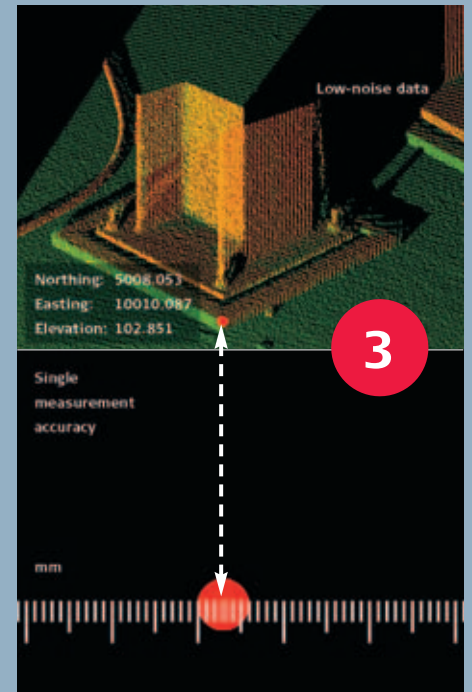 Low-noise data
Northing: 5008.053
Easting: 10010.087
Elevation: 102.851
3
Single
measurement
accuracy
mm